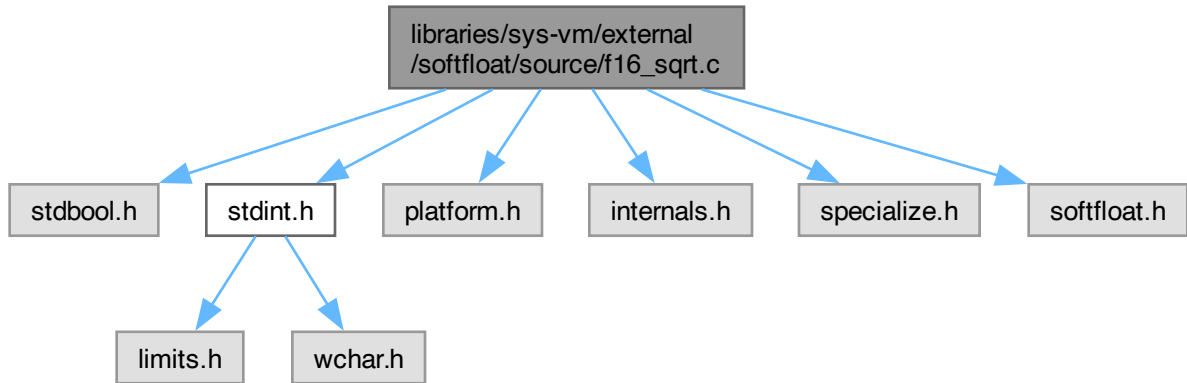 libraries/sys-vm/external
/softfloat/source/f16_sqrt.c
stdbool.h
stdint.h
platform.h
internals.h
specialize.h
softfloat.h
limits.h
wchar.h